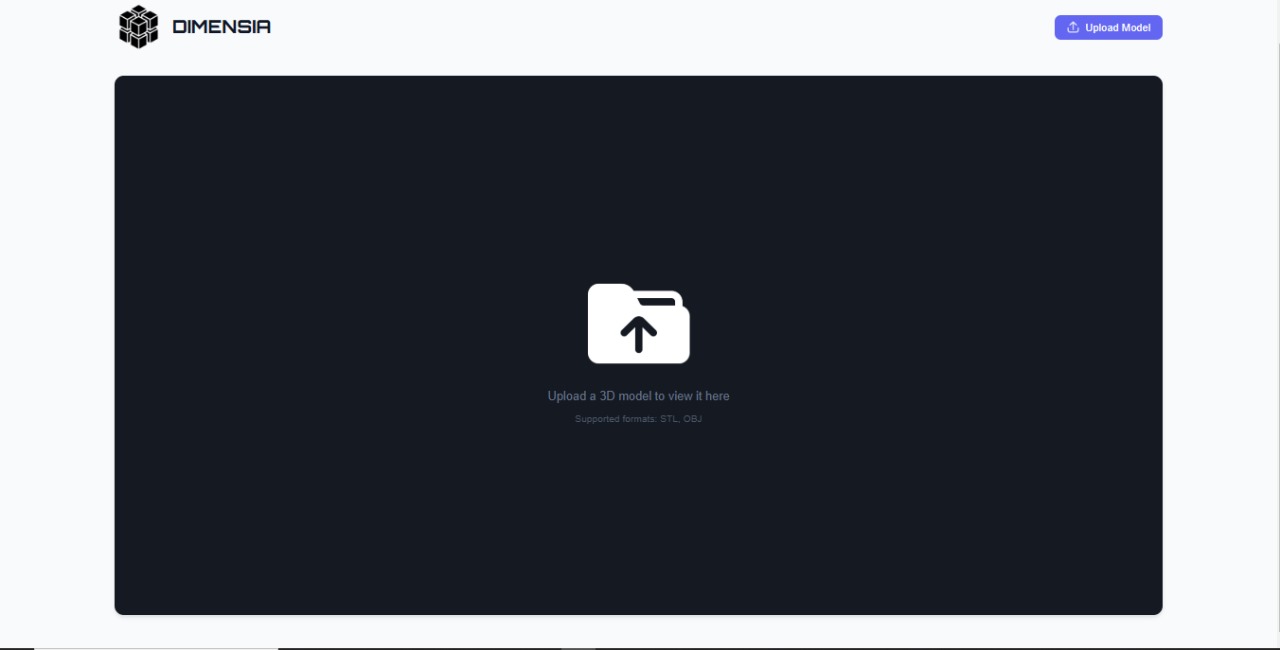 DIMENSIA
Upload Model
Upload a 3D model to view it here
Supported formats: STL, OBJ